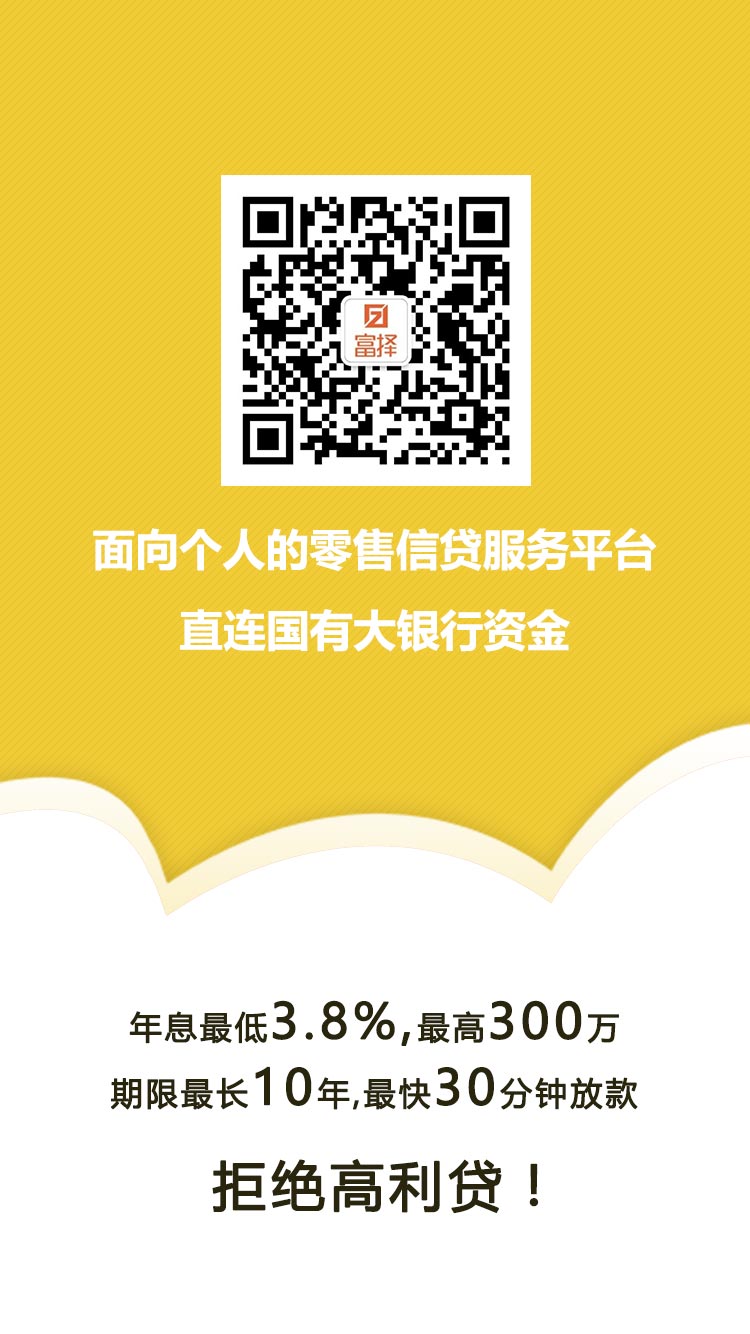 富择
面向个人的零售信贷服务平台
直连国有大银行资金
年息最低3.8%,最高300万
期限最长10年,最快30分钟放款
拒绝高利贷！